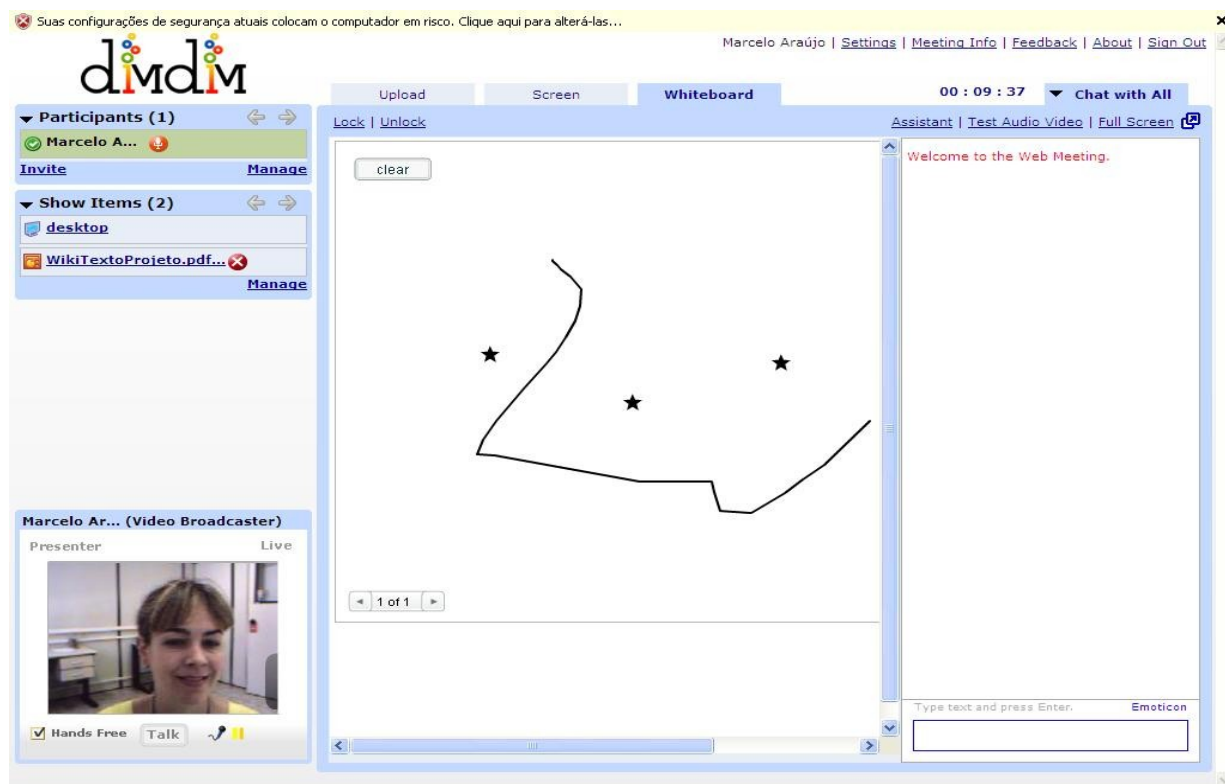 Suas configurações de segurança atuais colocam o computador em risco. Clique aqui para alterá-las...
dimdim
Marcelo Araújo | Settings | Meeting Info | Feedback | About | Sign Out
Upload Screen Whiteboard 00 : 09 : 37 Chat with All
Participants (1)
Marcelo A...
Invite Manage
Show Items (2)
desktop
WikiTextoProjeto.pdf...
Manage
Marcelo Ar... (Video Broadcaster)
Presenter Live
Hands Free Talk
Lock | Unlock
Assistant | Test Audio Video | Full Screen
clear
1 of 1
Welcome to the Web Meeting.
Type text and press Enter. Emoticon